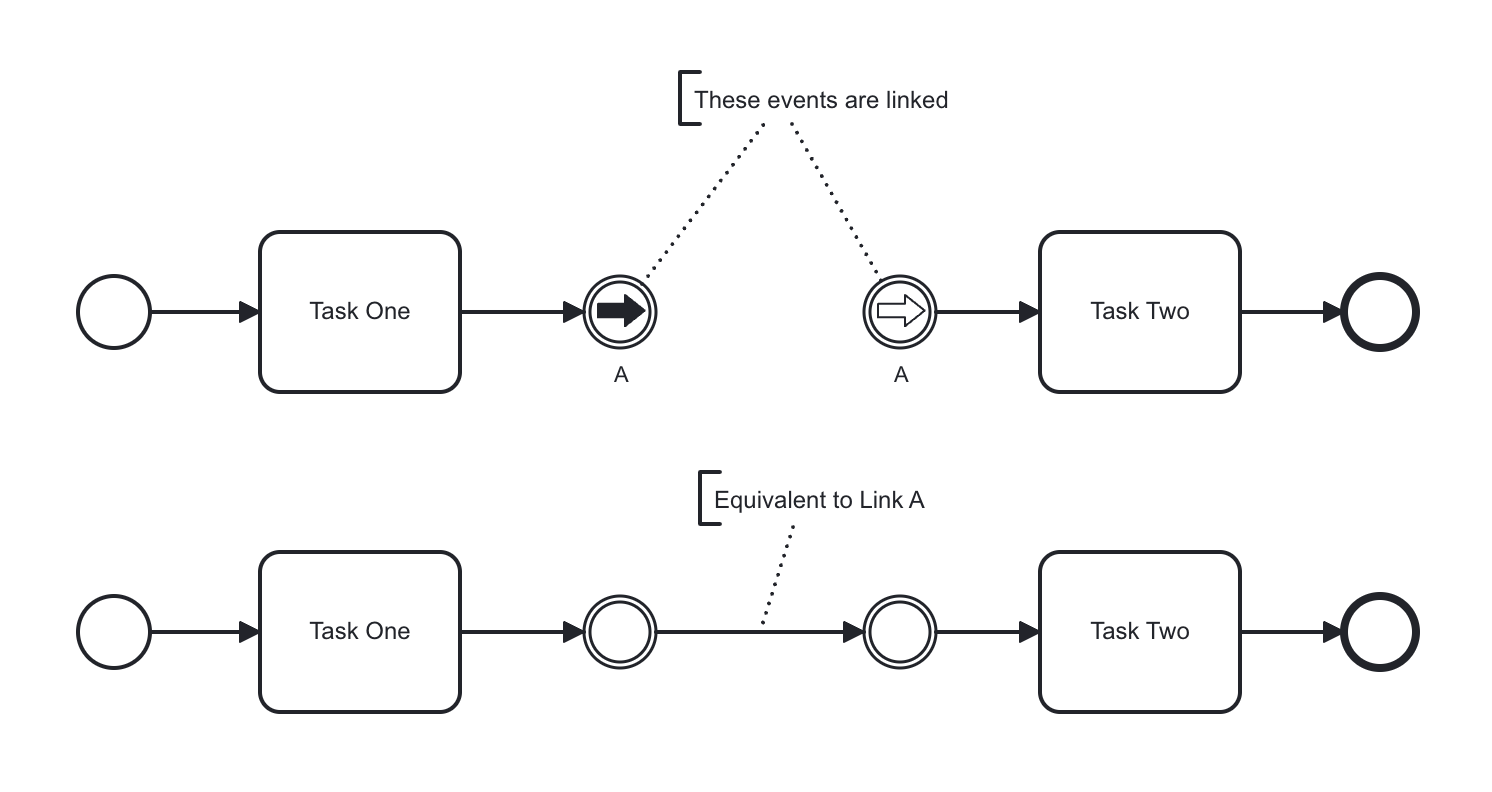 These events are linked
Task One
Task Two
A
A
Equivalent to Link A
Task One
Task Two